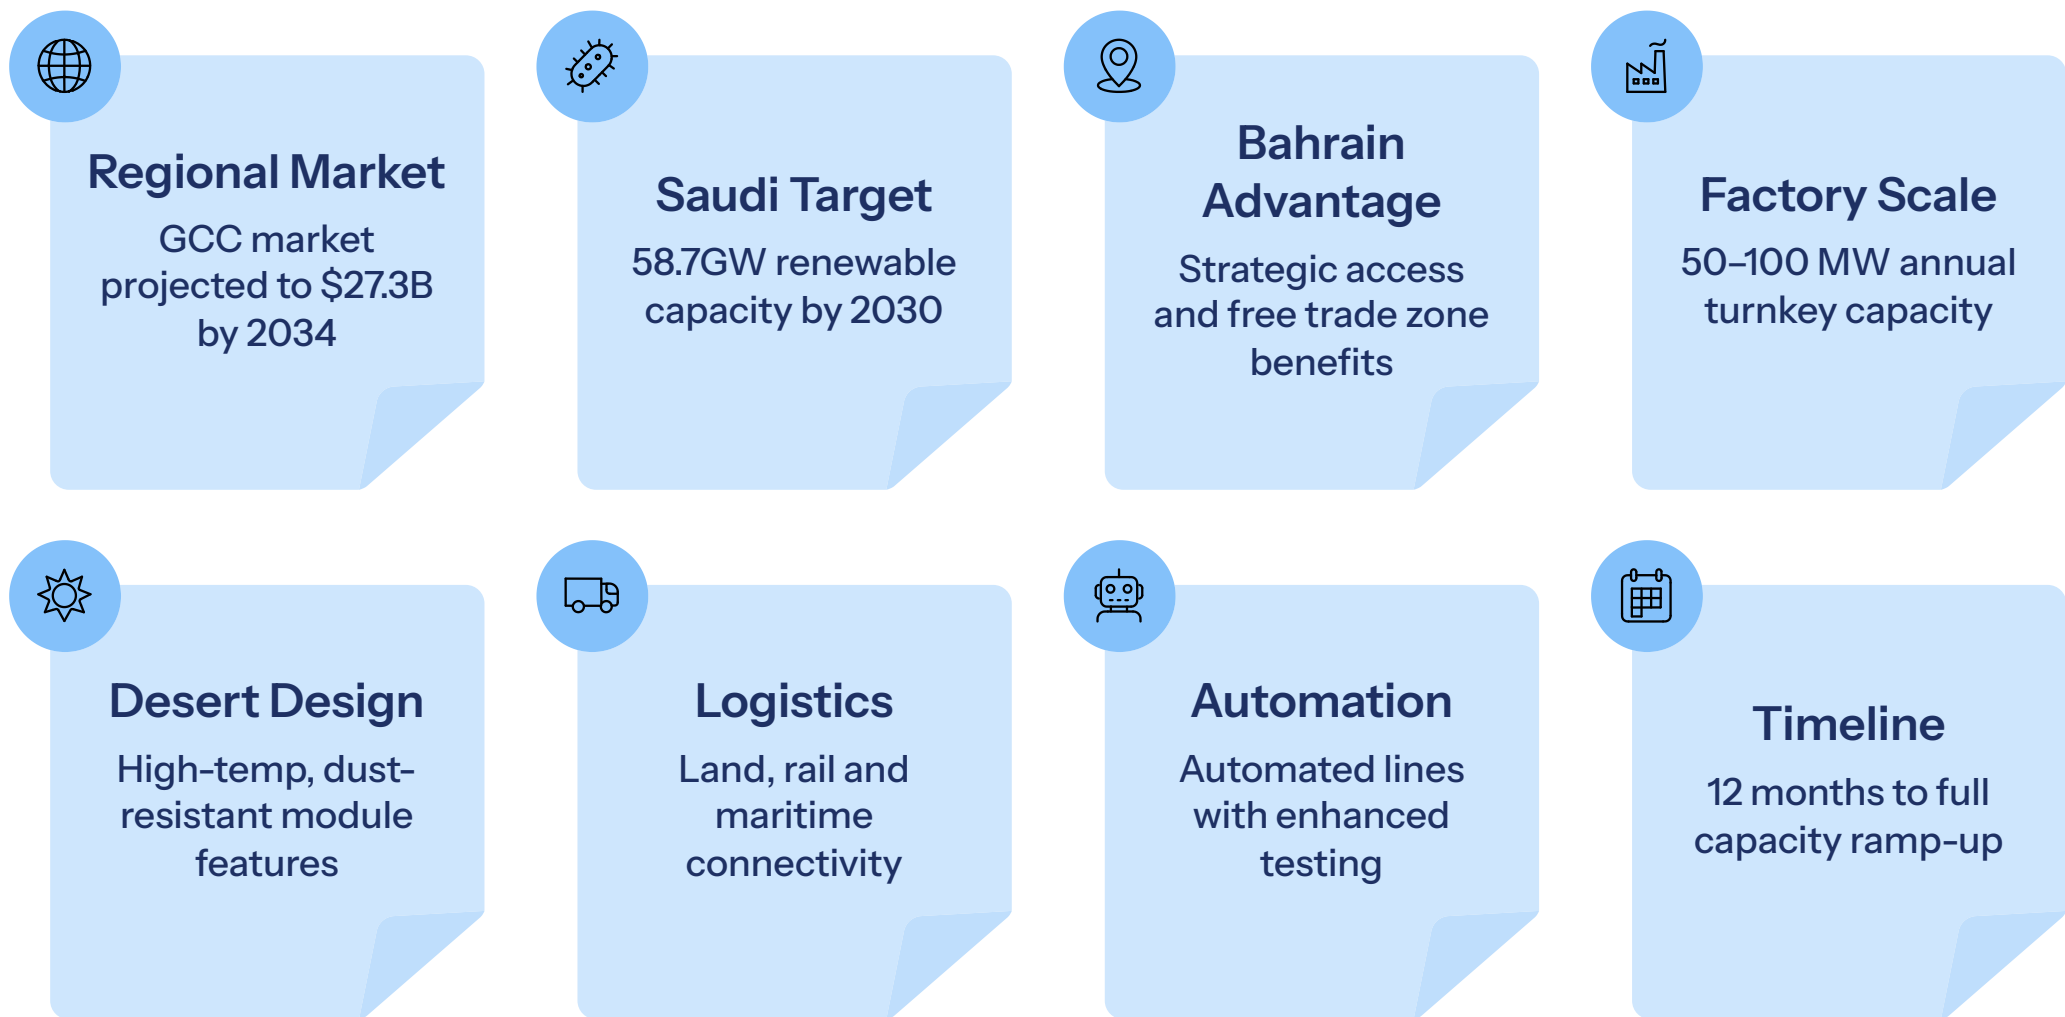 Regional Market
GCC market
projected to $27.3B
by 2034
Saudi Target
58.7GW renewable
capacity by 2030
Bahrain
Advantage
Strategic access
and free trade zone
benefits
Factory Scale
50–100 MW annual
turnkey capacity
Desert Design
High-temp, dust-
resistant module
features
Logistics
Land, rail and
maritime
connectivity
Automation
Automated lines
with enhanced
testing
Timeline
12 months to full
capacity ramp-up